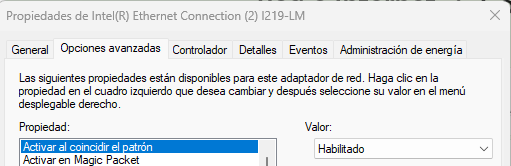 Propiedades de Intel(R) Ethernet Connection (2) I219-LM
General Opciones avanzadas Controlador Detalles Eventos Administración de energía
Las siguientes propiedades están disponibles para este adaptador de red. Haga clic en la
propiedad en el cuadro izquierdo que desea cambiar y después seleccione su valor en el menú
desplegable derecho.
Propiedad: Valor:
Activar al coincidir el patrón Habilitado
Activar en Magic Packet